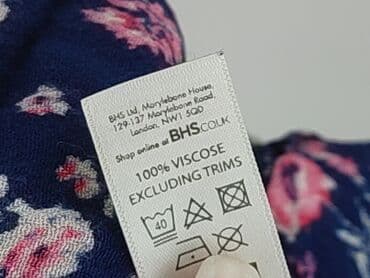 BHS Ltd, Marylebone House,
129-137 Marylebone Road,
London, NW1 5QD
Shop online at BHS.CO.UK
100% VISCOSE
EXCLUDING TRIMS
40